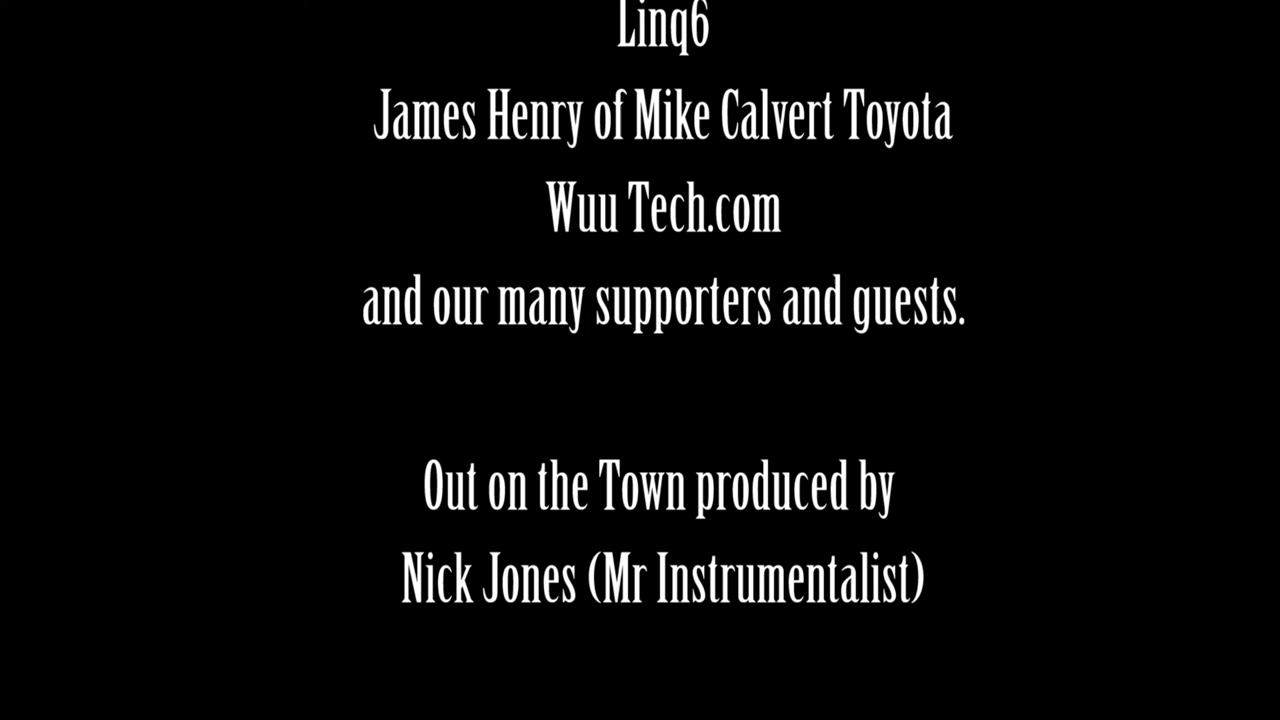 Linq6
James Henry of Mike Calvert Toyota
Wuu Tech.com
and our many supporters and guests.
Out on the Town produced by
Nick Jones (Mr Instrumentalist)